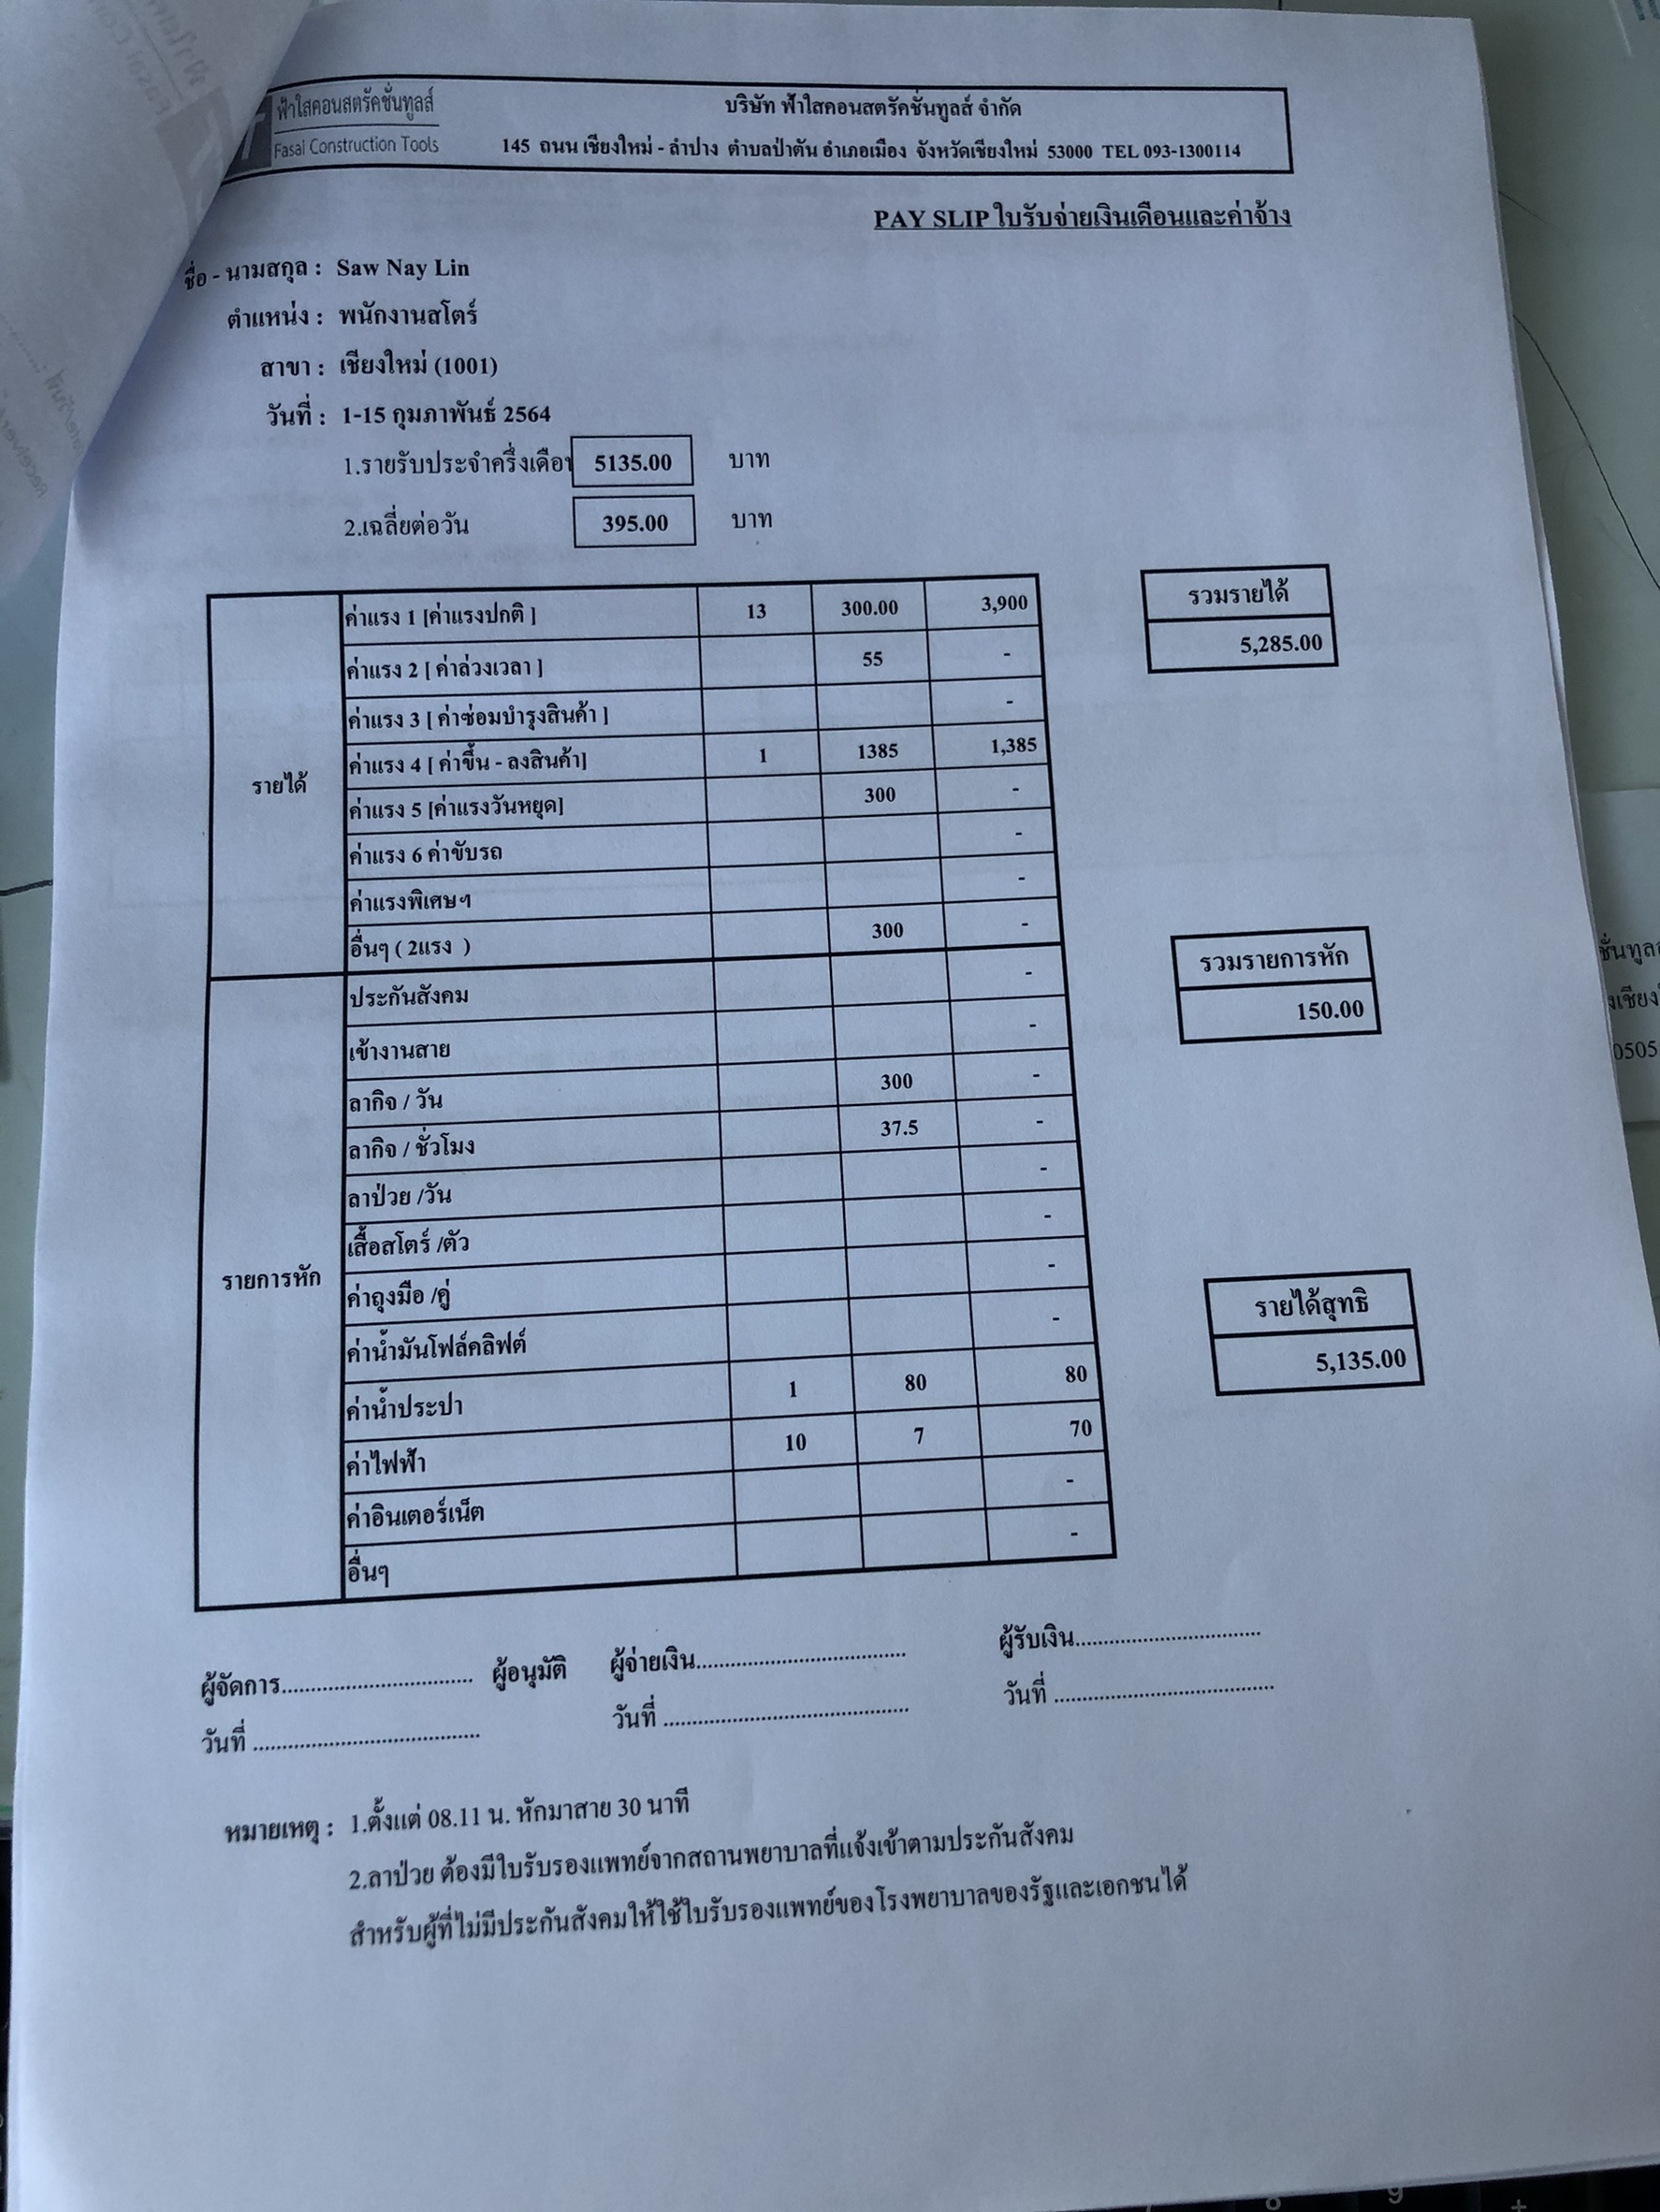 ฟ้าใสคอนสตรัคชั่นทูลส์
Fasai Construction Tools
บริษัท ฟ้าใสคอนสตรัคชั่นทูลส์ จำกัด
145 ถนน เชียงใหม่ - ลำปาง ตำบลป่าตัน อำเภอเมือง จังหวัดเชียงใหม่ 53000 TEL 093-1300114
PAY SLIP ใบรับจ่ายเงินเดือนและค่าจ้าง
ชื่อ - นามสกุล : Saw Nay Lin
ตำแหน่ง : พนักงานสโตร์
สาขา : เชียงใหม่ (1001)
วันที่ : 1-15 กุมภาพันธ์ 2564
1.รายรับประจำครึ่งเดือน 5135.00 บาท
2.เฉลี่ยต่อวัน 395.00 บาท
รายได้
ค่าแรง 1 [ค่าแรงปกติ ] 13 300.00 3,900
ค่าแรง 2 [ ค่าล่วงเวลา ] 55 -
ค่าแรง 3 [ ค่าซ่อมบำรุงสินค้า ] -
ค่าแรง 4 [ ค่าขึ้น - ลงสินค้า] 1 1385 1,385
ค่าแรง 5 [ค่าแรงวันหยุด] 300 -
ค่าแรง 6 ค่าขับรถ -
ค่าแรงพิเศษฯ -
อื่นๆ ( 2แรง ) 300 -
รวมรายได้
5,285.00
รายการหัก
ประกันสังคม -
เข้างานสาย -
ลากิจ / วัน 300 -
ลากิจ / ชั่วโมง 37.5 -
ลาป่วย /วัน -
เสื้อสโตร์ /ตัว -
ค่าถุงมือ /คู่ -
ค่าน้ำมันโฟล์คลิฟต์ -
ค่าน้ำประปา 1 80 80
ค่าไฟฟ้า 10 7 70
ค่าอินเตอร์เน็ต -
อื่นๆ -
รวมรายการหัก
150.00
รายได้สุทธิ
5,135.00
ผู้จัดการ................................. ผู้อนุมัติ ผู้จ่ายเงิน..................................... ผู้รับเงิน.................................
วันที่ ........................................ วันที่ ........................................... วันที่ .......................................
หมายเหตุ : 1.ตั้งแต่ 08.11 น. หักมาสาย 30 นาที
2.ลาป่วย ต้องมีใบรับรองแพทย์จากสถานพยาบาลที่แจ้งเข้าตามประกันสังคม
สำหรับผู้ที่ไม่มีประกันสังคมให้ใช้ใบรับรองแพทย์ของโรงพยาบาลของรัฐและเอกชนได้